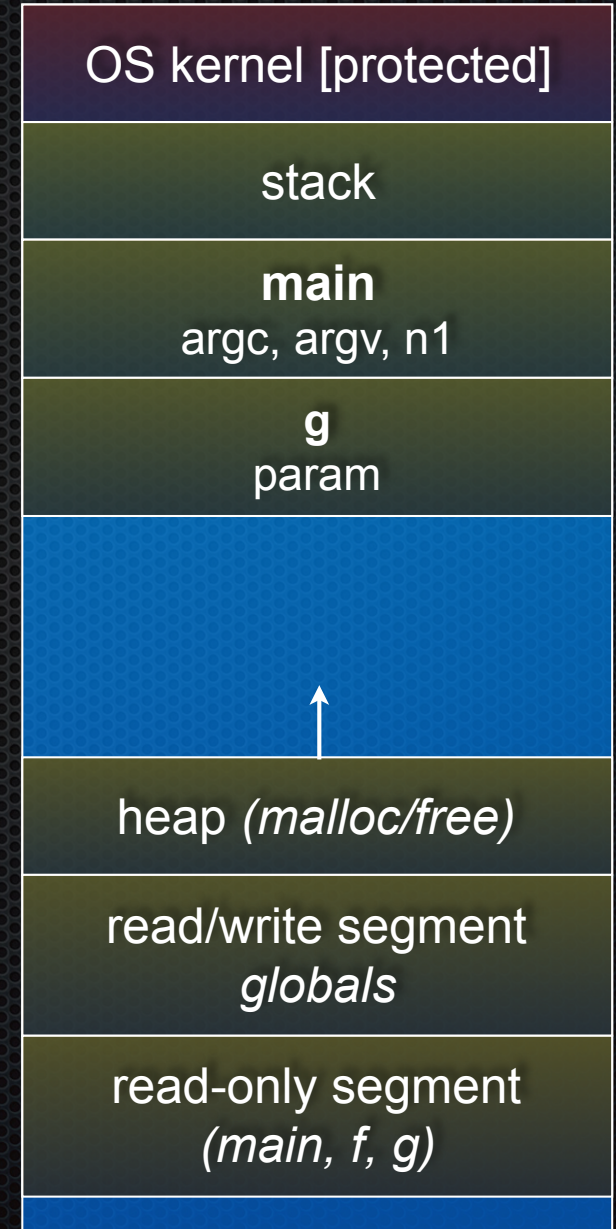 OS kernel [protected]
stack
main
argc, argv, n1
g
param
heap (malloc/free)
read/write segment
globals
read-only segment
(main, f, g)